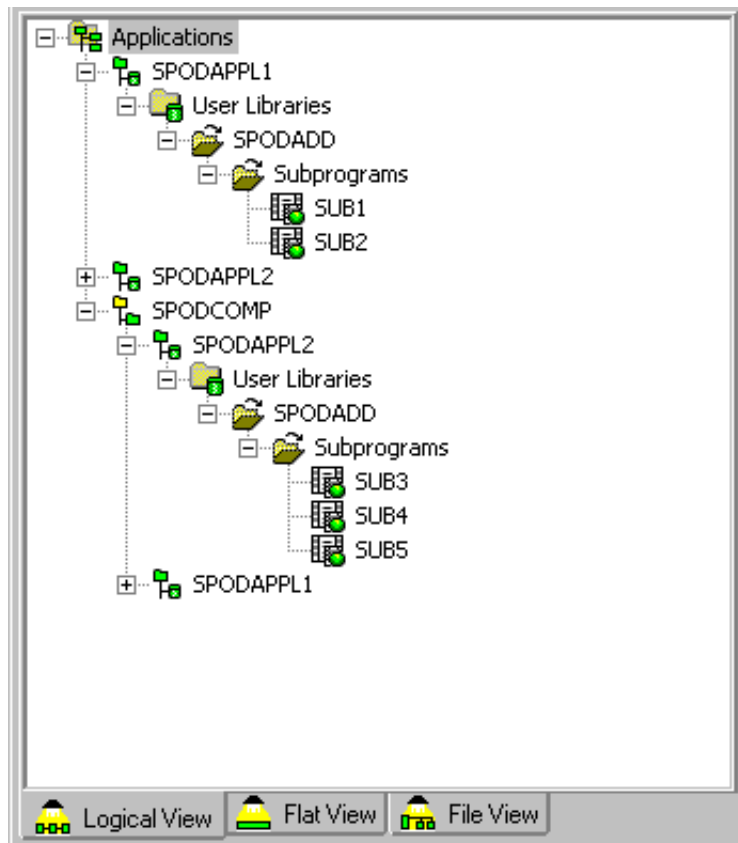 Applications
SPODAPPL1
User Libraries
SPODADD
Subprograms
SUB1
SUB2
SPODAPPL2
SPODCOMP
SPODAPPL2
User Libraries
SPODADD
Subprograms
SUB3
SUB4
SUB5
SPODAPPL1
Logical View Flat View File View